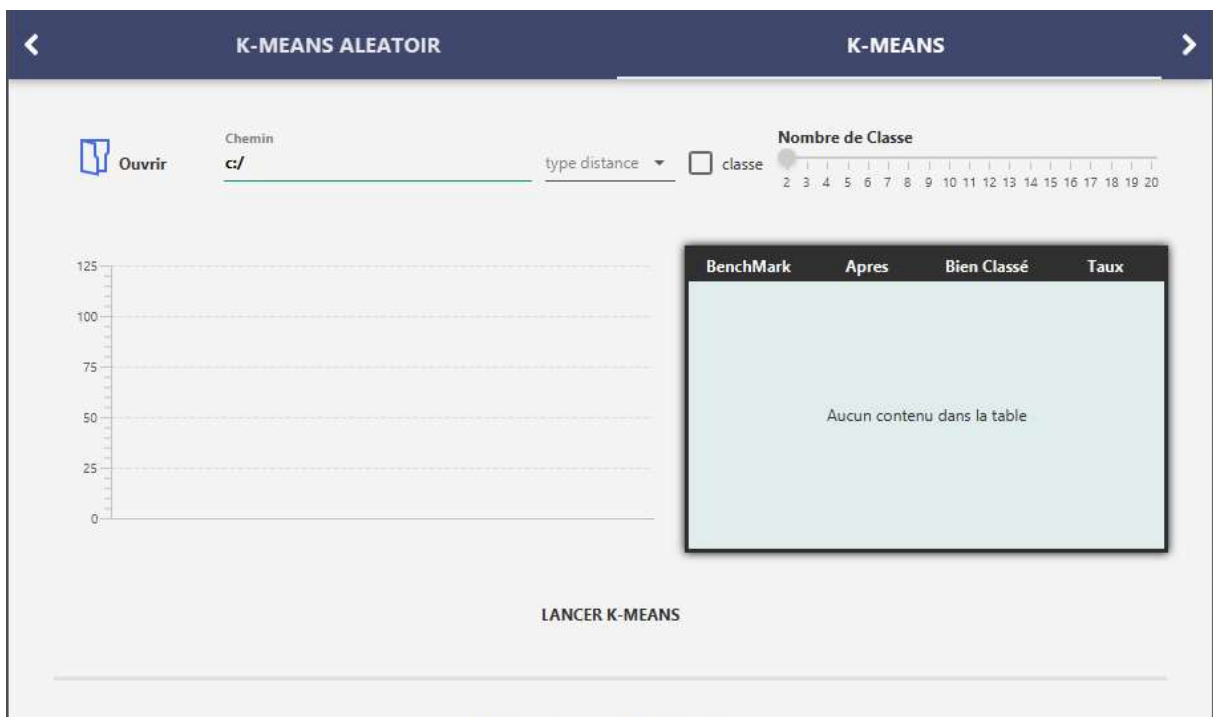 K-MEANS ALEATOIR K-MEANS
Ouvrir
Chemin
c:/
type distance
classe
Nombre de Classe
2 3 4 5 6 7 8 9 10 11 12 13 14 15 16 17 18 19 20
125
100
75
50
25
0
BenchMark Apres Bien Classé Taux
Aucun contenu dans la table
LANCER K-MEANS